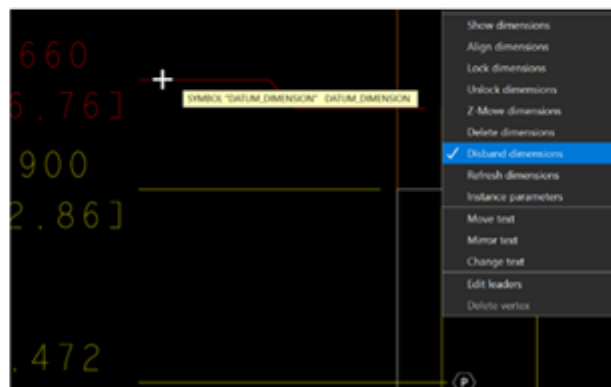 660
6.76]
900
2.86]
.472
SYMBOL "DATUM_DIMENSION" DATUM_DIMENSION
Show dimensions
Align dimensions
Lock dimensions
Unlock dimensions
Z-Move dimensions
Delete dimensions
Disband dimensions
Refresh dimensions
Instance parameters
Move text
Mirror text
Change text
Edit leaders
Delete vertex
P